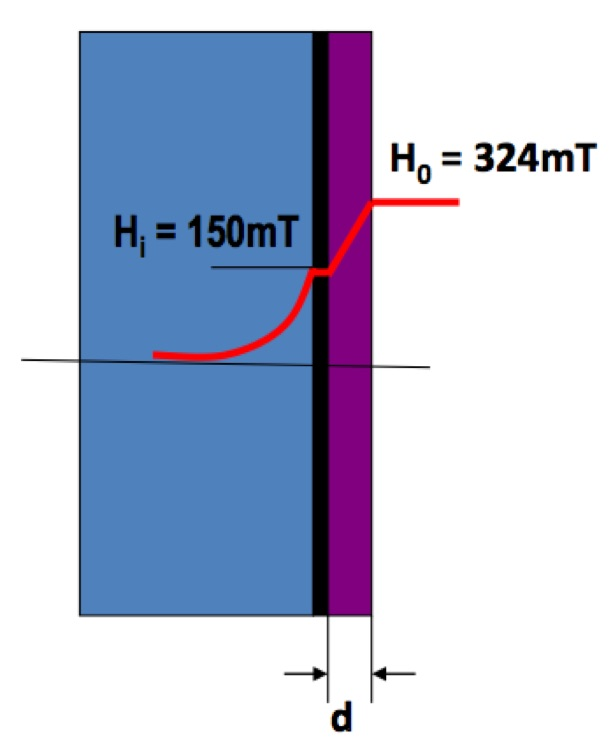 H₀ = 324mT
Hᵢ = 150mT
d